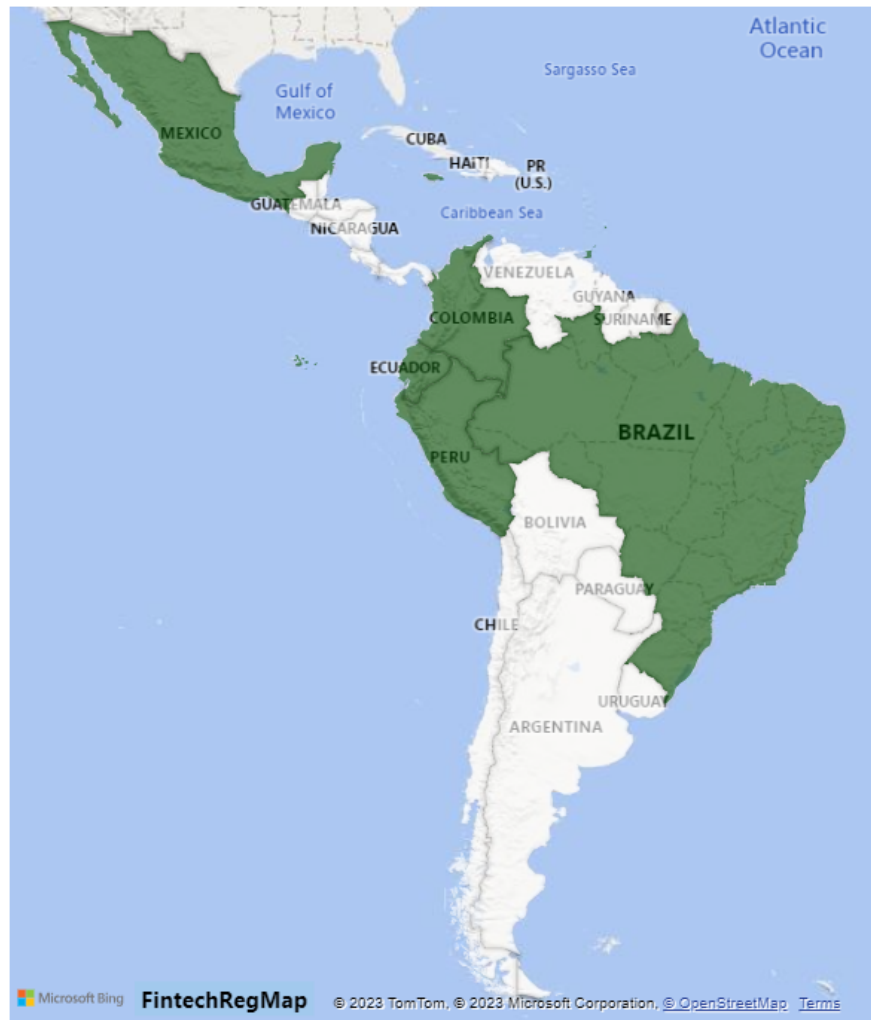 Atlantic
Ocean
Sargasso Sea
Gulf of
Mexico
MEXICO
CUBA
HAITI
PR
(U.S.)
GUATEMALA
Caribbean Sea
NICARAGUA
VENEZUELA
GUYANA
COLOMBIA
SURINAME
ECUADOR
BRAZIL
PERU
BOLIVIA
PARAGUAY
CHILE
URUGUAY
ARGENTINA
Microsoft Bing
FintechRegMap
© 2023 TomTom, © 2023 Microsoft Corporation, © OpenStreetMap Terms